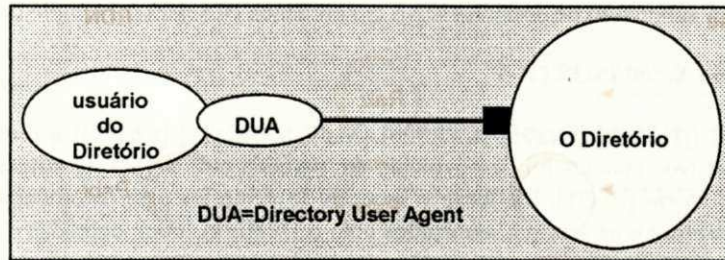 usuário
do
Diretório
DUA
O Diretório
DUA=Directory User Agent